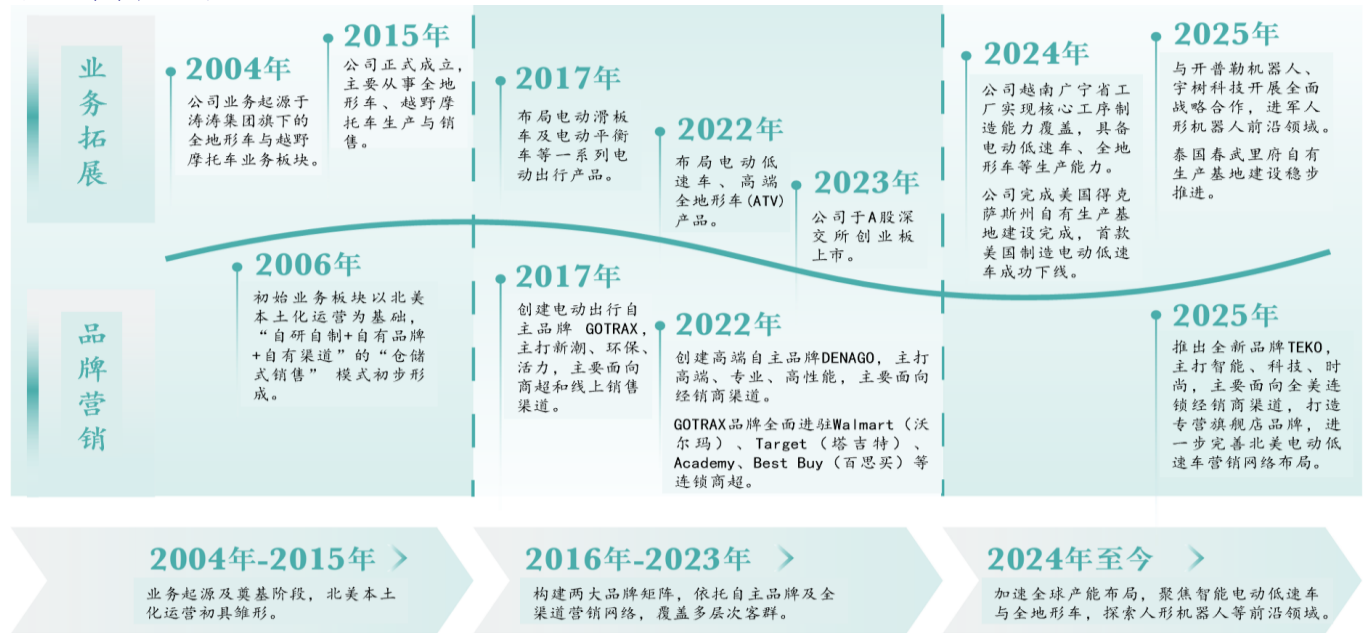 业务拓展
2004年
公司业务起源于
涛涛集团旗下的
全地形车与越野
摩托车业务板块。
2015年
公司正式成立，
主要从事全地
形车、越野摩
托车生产与销
售。
2017年
布局电动滑板
车及电动平衡
车等一系列电
动出行产品。
2022年
布局电动低
速车、高端
全地形车(ATV)
产品。
2023年
公司于A股深
交所创业板
上市。
2024年
公司越南广宁省工
厂实现核心工序制
造能力覆盖，具备
电动低速车、全地
形车等生产能力。
公司完成美国得克
萨斯州自有生产基
地建设完成，首款
美国制造电动低速
车成功下线。
2025年
与开普勒机器人、
宇树科技开展全面
战略合作，进军人
形机器人前沿领域。
泰国春武里府自有
生产基地建设稳步
推进。
品牌营销
2006年
初始业务板块以北美
本土化运营为基础，
“自研自制+自有品牌
+自有渠道”的“仓储
式销售” 模式初步形
成。
2017年
创建电动出行自
主品牌 GOTRAX，
主打新潮、环保、
活力，主要面向
商超和线上销售
渠道。
2022年
创建高端自主品牌DENAGO，主打
高端、专业、高性能，主要面向
经销商渠道。
GOTRAX品牌全面进驻Walmart（沃
尔玛）、Target（塔吉特）、
Academy、Best Buy（百思买）等
连锁商超。
2025年
推出全新品牌TEKO，
主打智能、科技、时
尚，主要面向全美连
锁经销商渠道，打造
专营旗舰店品牌，进
一步完善北美电动低
速车营销网络布局。
2004年-2015年
业务起源及奠基阶段，北美本土
化运营初具雏形。
2016年-2023年
构建两大品牌矩阵，依托自主品牌及全
渠道营销网络，覆盖多层次客群。
2024年至今
加速全球产能布局，聚焦智能电动低速车
与全地形车，探索人形机器人等前沿领域。